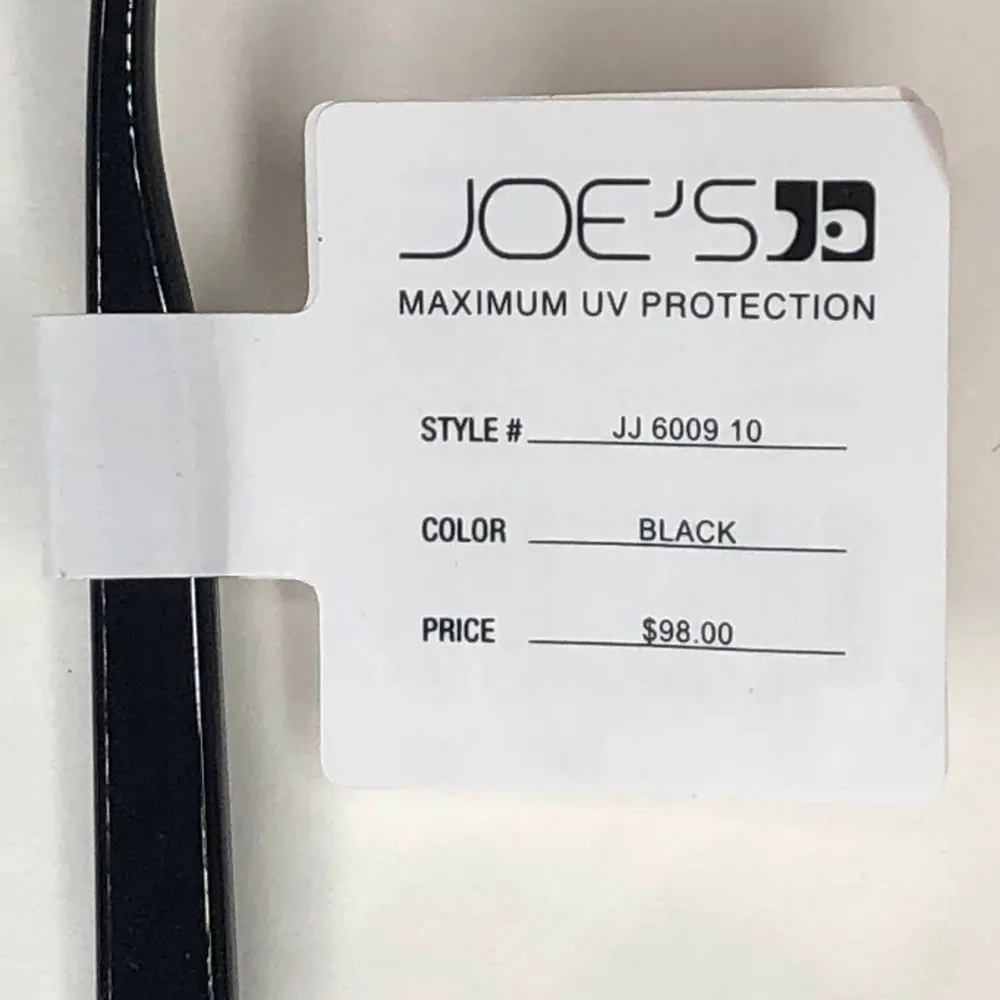 JOE'S
MAXIMUM UV PROTECTION
STYLE # JJ 6009 10
COLOR BLACK
PRICE $98.00